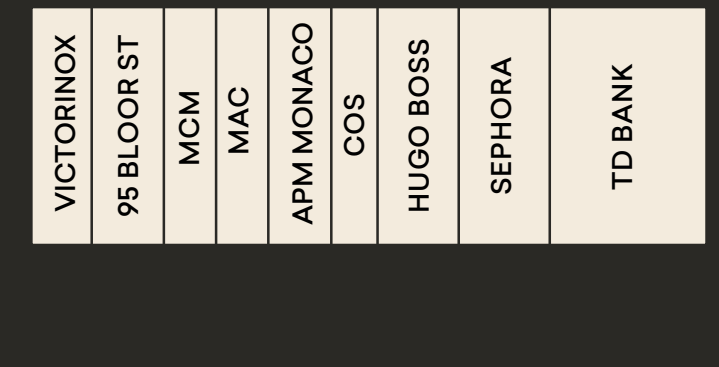 VICTORINOX
95 BLOOR ST
MCM
MAC
APM MONACO
COS
HUGO BOSS
SEPHORA
TD BANK